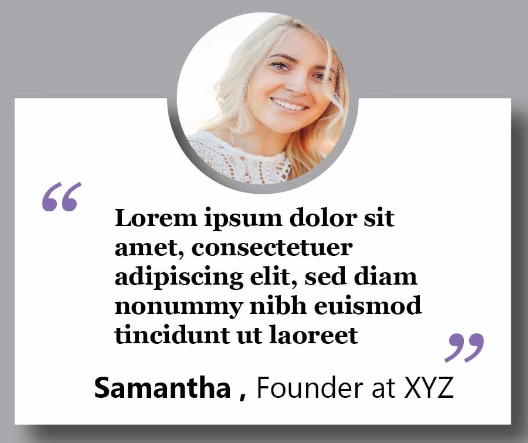 “
Lorem ipsum dolor sit
amet, consectetuer
adipiscing elit, sed diam
nonummy nibh euismod
tincidunt ut laoreet
”
Samantha , Founder at XYZ